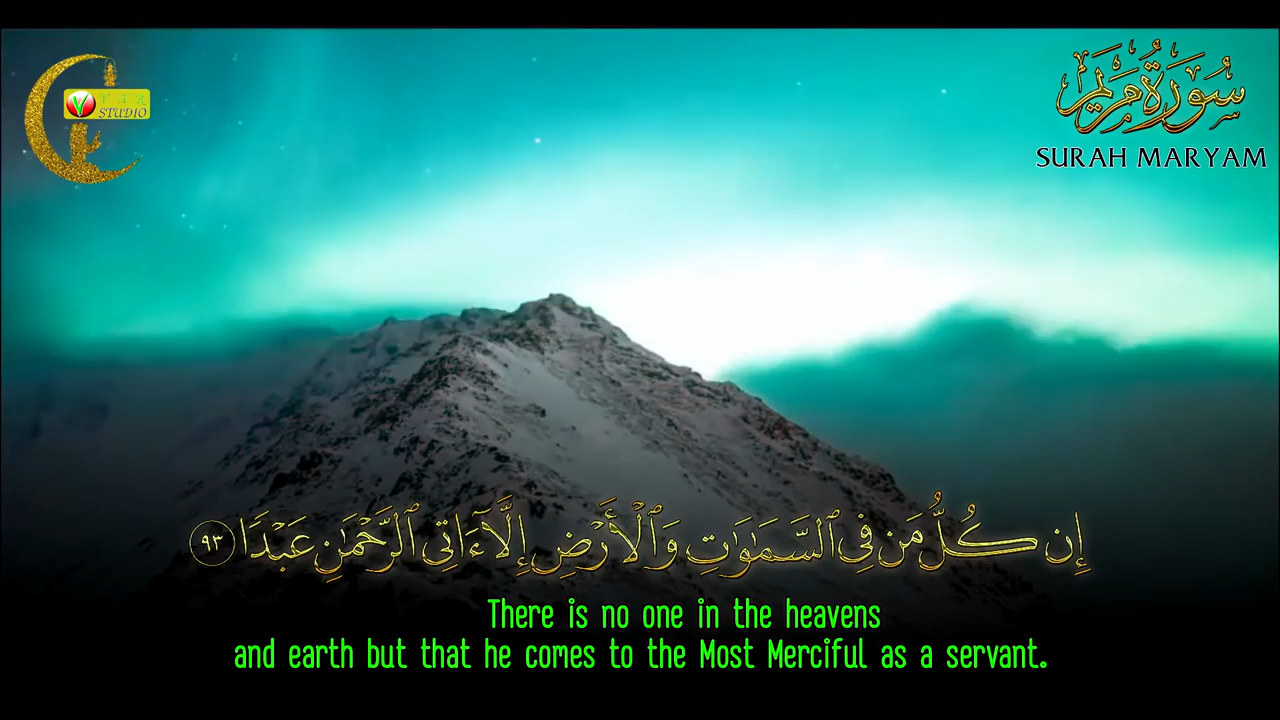 V
STUDIO
سُورَةُ مَرْيَم
SURAH MARYAM
إِن كُلُّ مَن فِى ٱلسَّمَٰوَٰتِ وَٱلْأَرْضِ إِلَّآ ءَاتِى ٱلرَّحْمَٰنِ عَبْدًا ٩٣
There is no one in the heavens
and earth but that he comes to the Most Merciful as a servant.